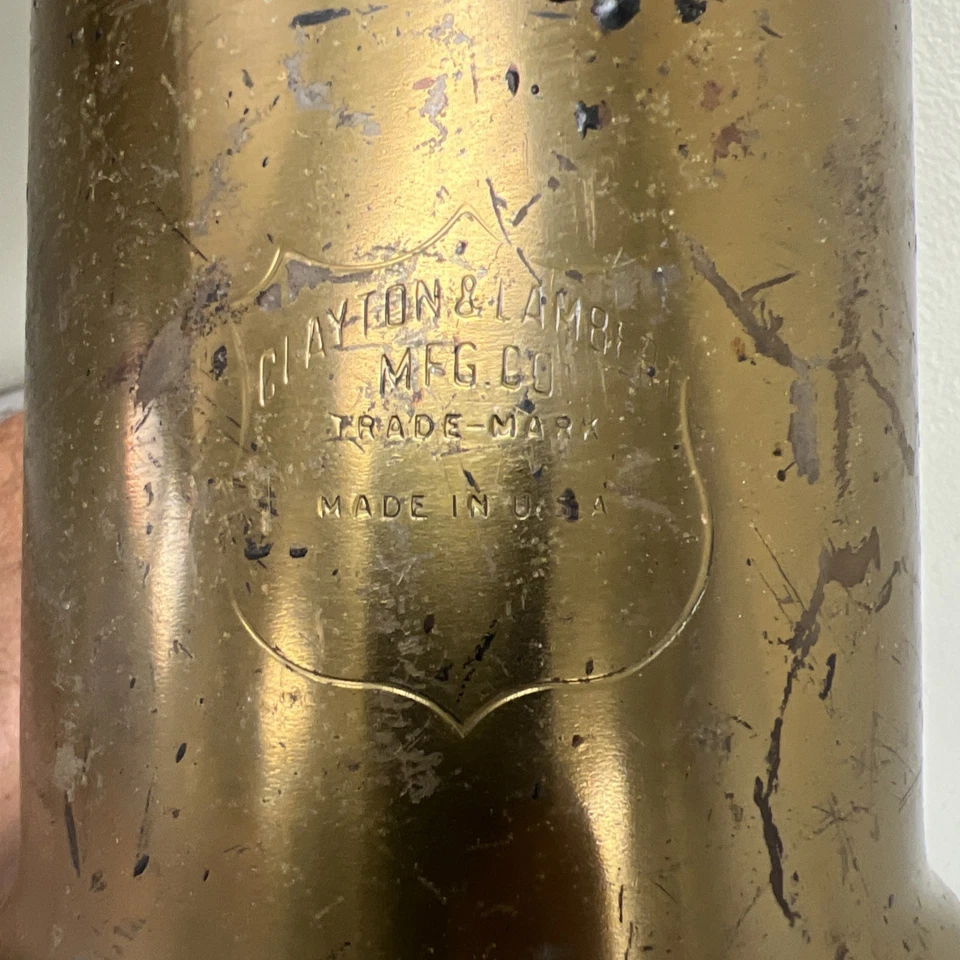 CLAYTON & LAMBERT
MFG. CO
TRADE-MARK
MADE IN U.S.A